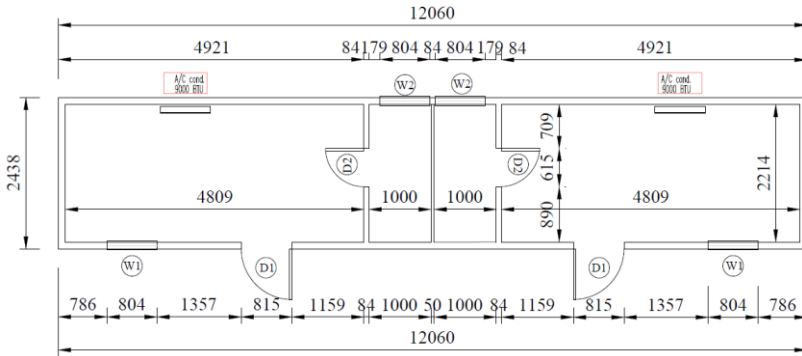 12060
4921 84 179 804 84 804 179 84 4921
A/C cond.
9000 BTU
A/C cond.
9000 BTU
W2 W2
2438
709
D2 D2
615
2214
4809 1000 1000 4809
890
W1 D1 D1 W1
786 804 1357 815 1159 84 1000 50 1000 84 1159 815 1357 804 786
12060